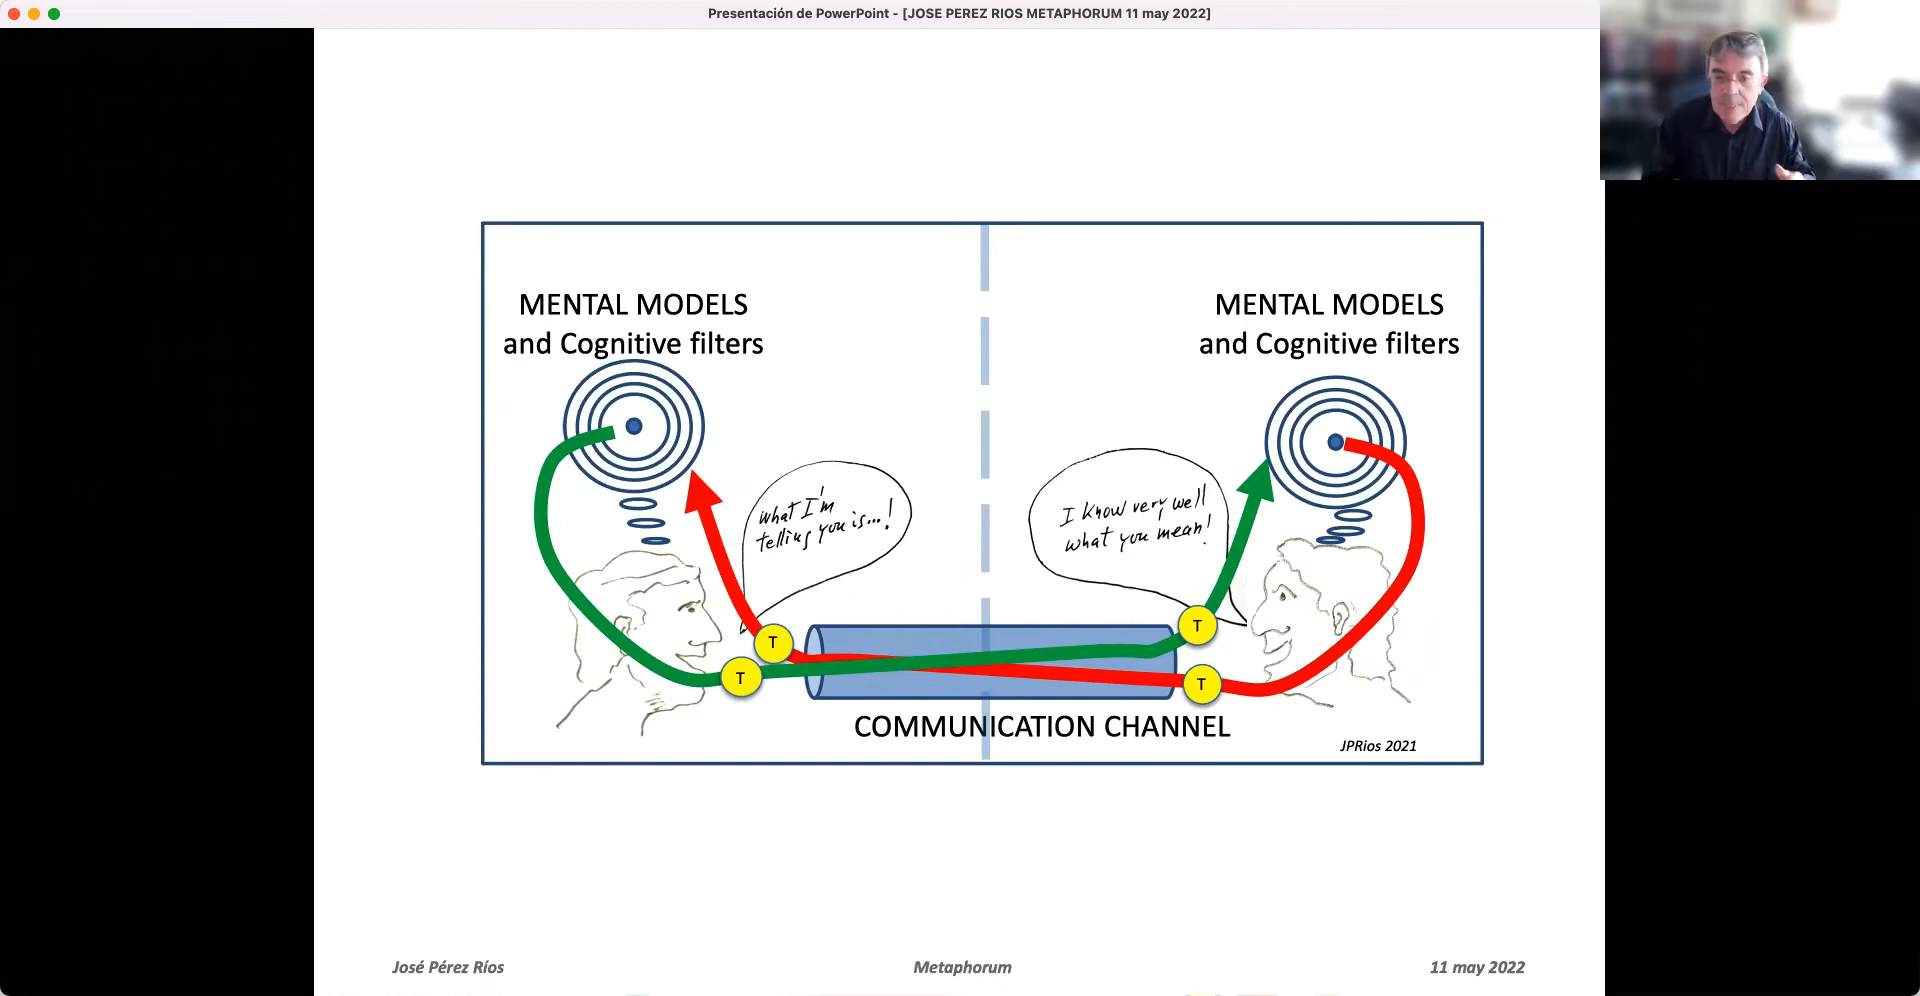 Presentación de PowerPoint - [JOSE PEREZ RIOS METAPHORUM 11 may 2022]
MENTAL MODELS
and Cognitive filters
MENTAL MODELS
and Cognitive filters
what I'm
telling you is...!
I know very well
what you mean!
T
T
T
T
COMMUNICATION CHANNEL
JPRios 2021
José Pérez Ríos
Metaphorum
11 may 2022